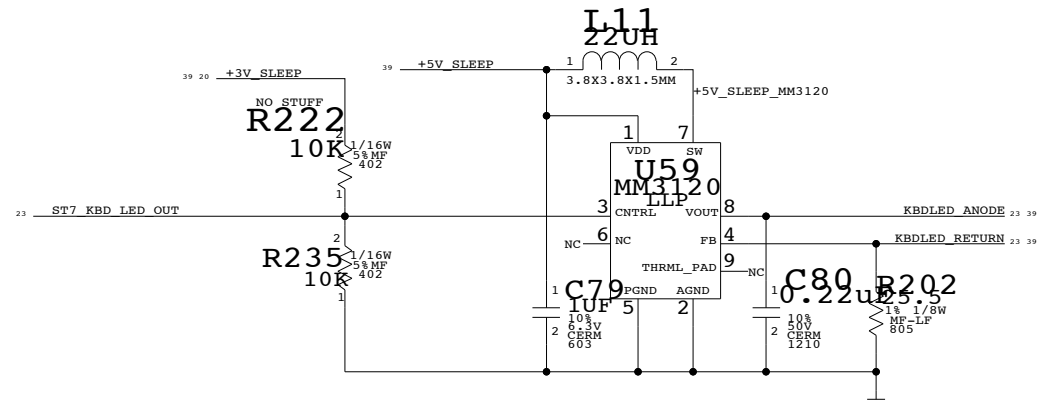 L11
22UH
1 2
3.8X3.8X1.5MM
39 20 +3V_SLEEP
39 +5V_SLEEP
+5V_SLEEP_MM3120
NO STUFF
R222
10K
2
1/16W
5% MF
402
1
1 7
VDD SW
U59
MM3120
LLP
23 ST7_KBD_LED_OUT
3 CNTRL VOUT 8
KBDLED_ANODE 23 39
NC 6 NC FB 4
KBDLED_RETURN 23 39
THRML_PAD 9 NC
PGND AGND
5 2
R235
10K
2
1/16W
5% MF
402
1
C79
1UF
1
10%
6.3V
CERM
603
2
C80
0.22uF
1
10%
50V
CERM
1210
2
R202
25.5
1% 1/8W
MF-LF
805